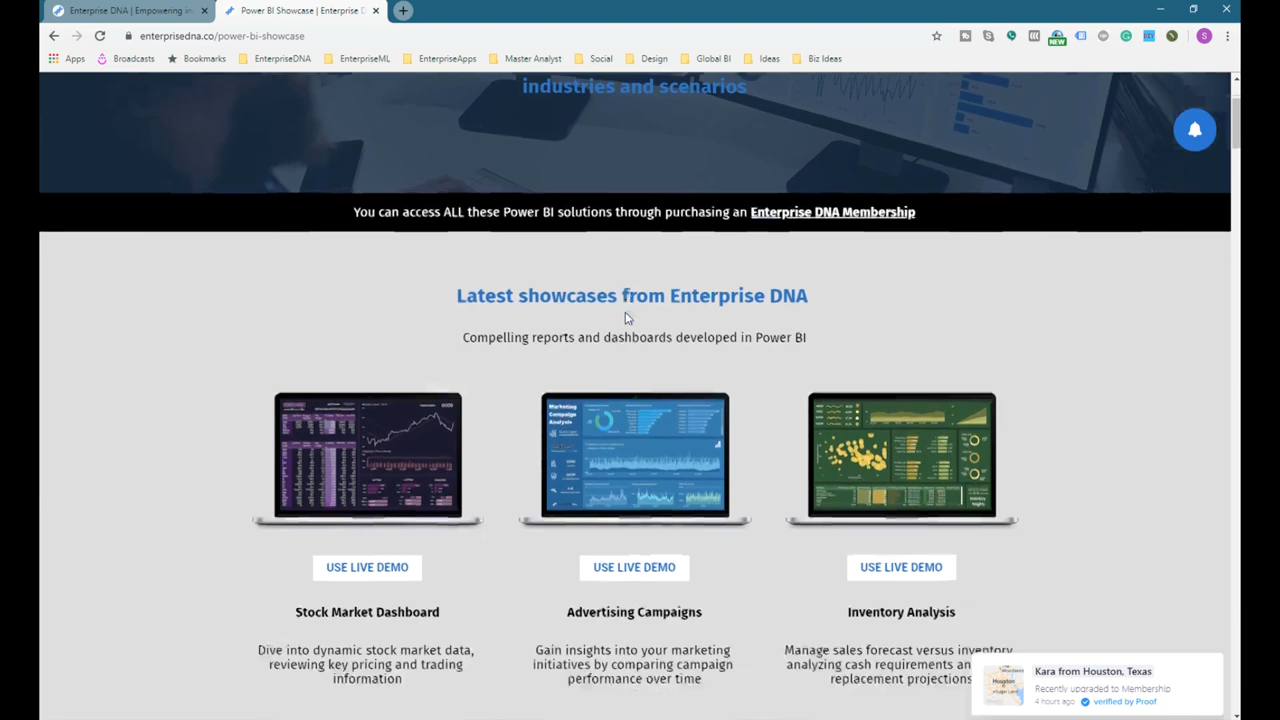 Enterprise DNA | Empowering in
Power BI Showcase | Enterprise D
enterprisedna.co/power-bi-showcase
NEW
S
Apps
Broadcasts
Bookmarks
EnterpriseDNA
EnterpriseML
EnterpriseApps
Master Analyst
Social
Design
Global BI
Ideas
Biz Ideas
industries and scenarios
You can access ALL these Power BI solutions through purchasing an Enterprise DNA Membership
Latest showcases from Enterprise DNA
Compelling reports and dashboards developed in Power BI
Marketing
Campaign
Analysis
USE LIVE DEMO
USE LIVE DEMO
USE LIVE DEMO
Stock Market Dashboard
Advertising Campaigns
Inventory Analysis
Dive into dynamic stock market data,
reviewing key pricing and trading
information
Gain insights into your marketing
initiatives by comparing campaign
performance over time
Manage sales forecast versus inventory
analyzing cash requirements an
replacement projections
Houston
Kara from Houston, Texas
Recently upgraded to Membership
4 hours ago
verified by Proof